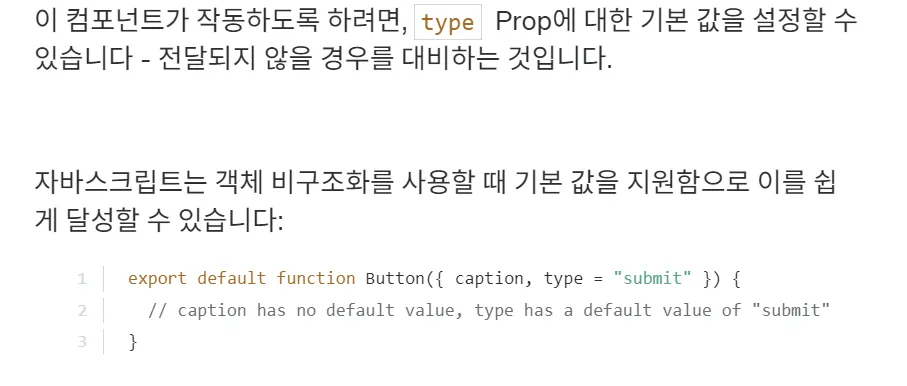 이 컴포넌트가 작동하도록 하려면, type Prop에 대한 기본 값을 설정할 수
있습니다 - 전달되지 않을 경우를 대비하는 것입니다.
자바스크립트는 객체 비구조화를 사용할 때 기본 값을 지원함으로 이를 쉽
게 달성할 수 있습니다:
1 export default function Button({ caption, type = "submit" }) {
2 // caption has no default value, type has a default value of "submit"
3 }